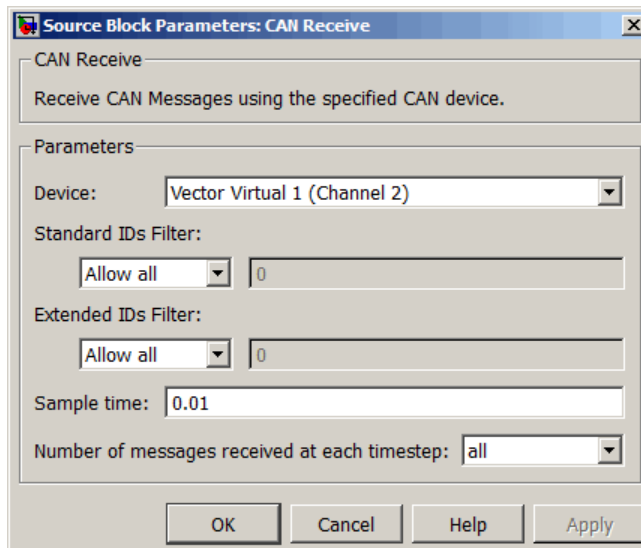 Source Block Parameters: CAN Receive
CAN Receive
Receive CAN Messages using the specified CAN device.
Parameters
Device: Vector Virtual 1 (Channel 2)
Standard IDs Filter:
Allow all 0
Extended IDs Filter:
Allow all 0
Sample time: 0.01
Number of messages received at each timestep: all
OK Cancel Help Apply